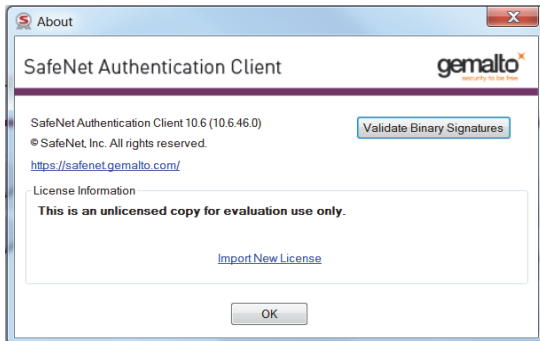 About
SafeNet Authentication Client
gemalto
security to be free
SafeNet Authentication Client 10.6 (10.6.46.0)
Validate Binary Signatures
© SafeNet, Inc. All rights reserved.
https://safenet.gemalto.com/
License Information
This is an unlicensed copy for evaluation use only.
Import New License
OK